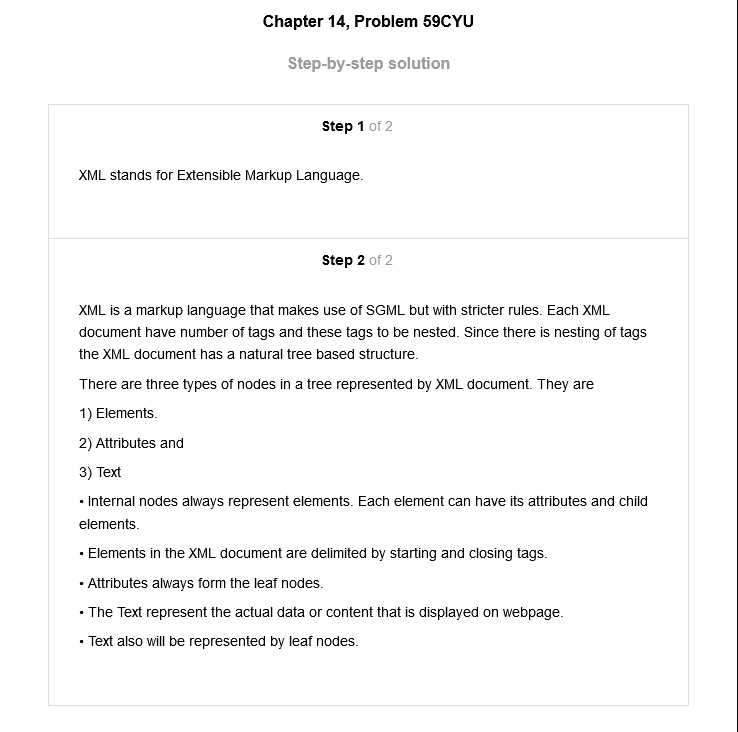 Chapter 14, Problem 59CYU
Step-by-step solution
Step 1 of 2
XML stands for Extensible Markup Language.
Step 2 of 2
XML is a markup language that makes use of SGML but with stricter rules. Each XML
document have number of tags and these tags to be nested. Since there is nesting of tags
the XML document has a natural tree based structure.
There are three types of nodes in a tree represented by XML document. They are
1) Elements.
2) Attributes and
3) Text
• Internal nodes always represent elements. Each element can have its attributes and child
elements.
• Elements in the XML document are delimited by starting and closing tags.
• Attributes always form the leaf nodes.
• The Text represent the actual data or content that is displayed on webpage.
• Text also will be represented by leaf nodes.